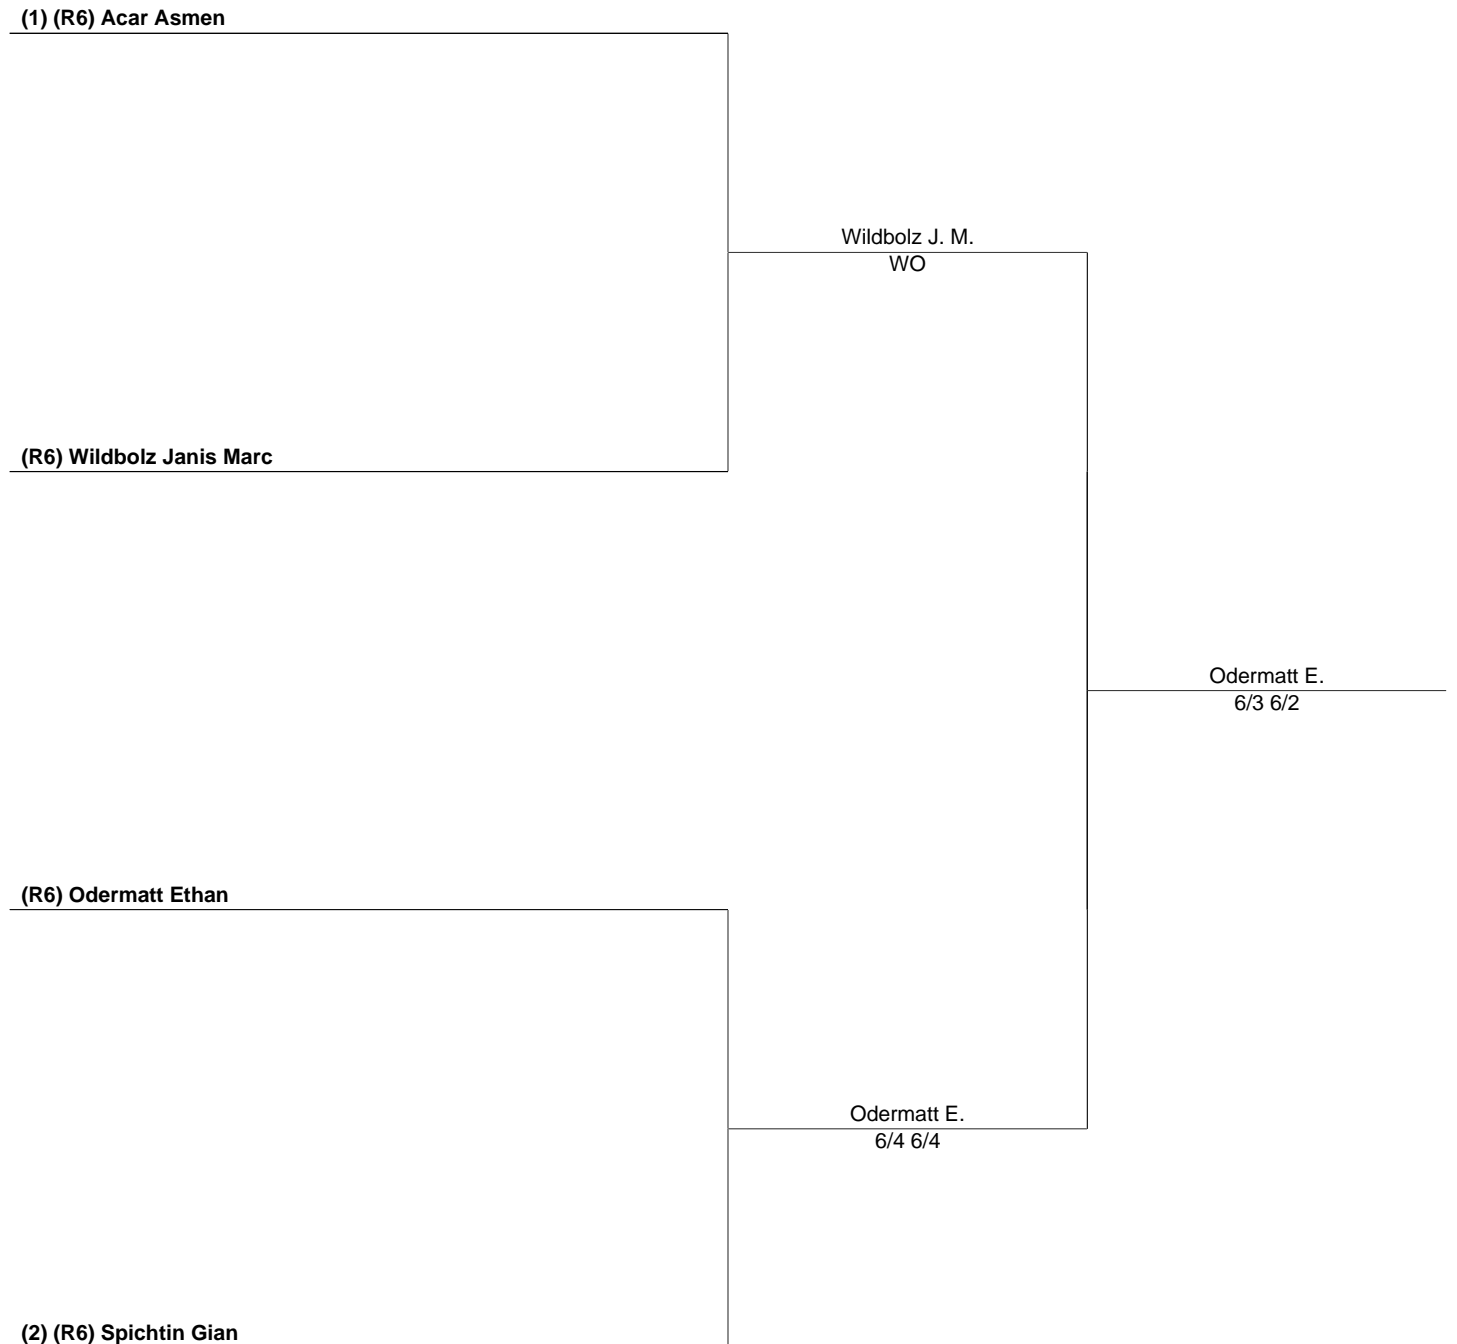 (1) (R6) Acar Asmen
Wildbolz J. M.
WO
(R6) Wildbolz Janis Marc
Odermatt E.
6/3 6/2
(R6) Odermatt Ethan
Odermatt E.
6/4 6/4
(2) (R6) Spichtin Gian